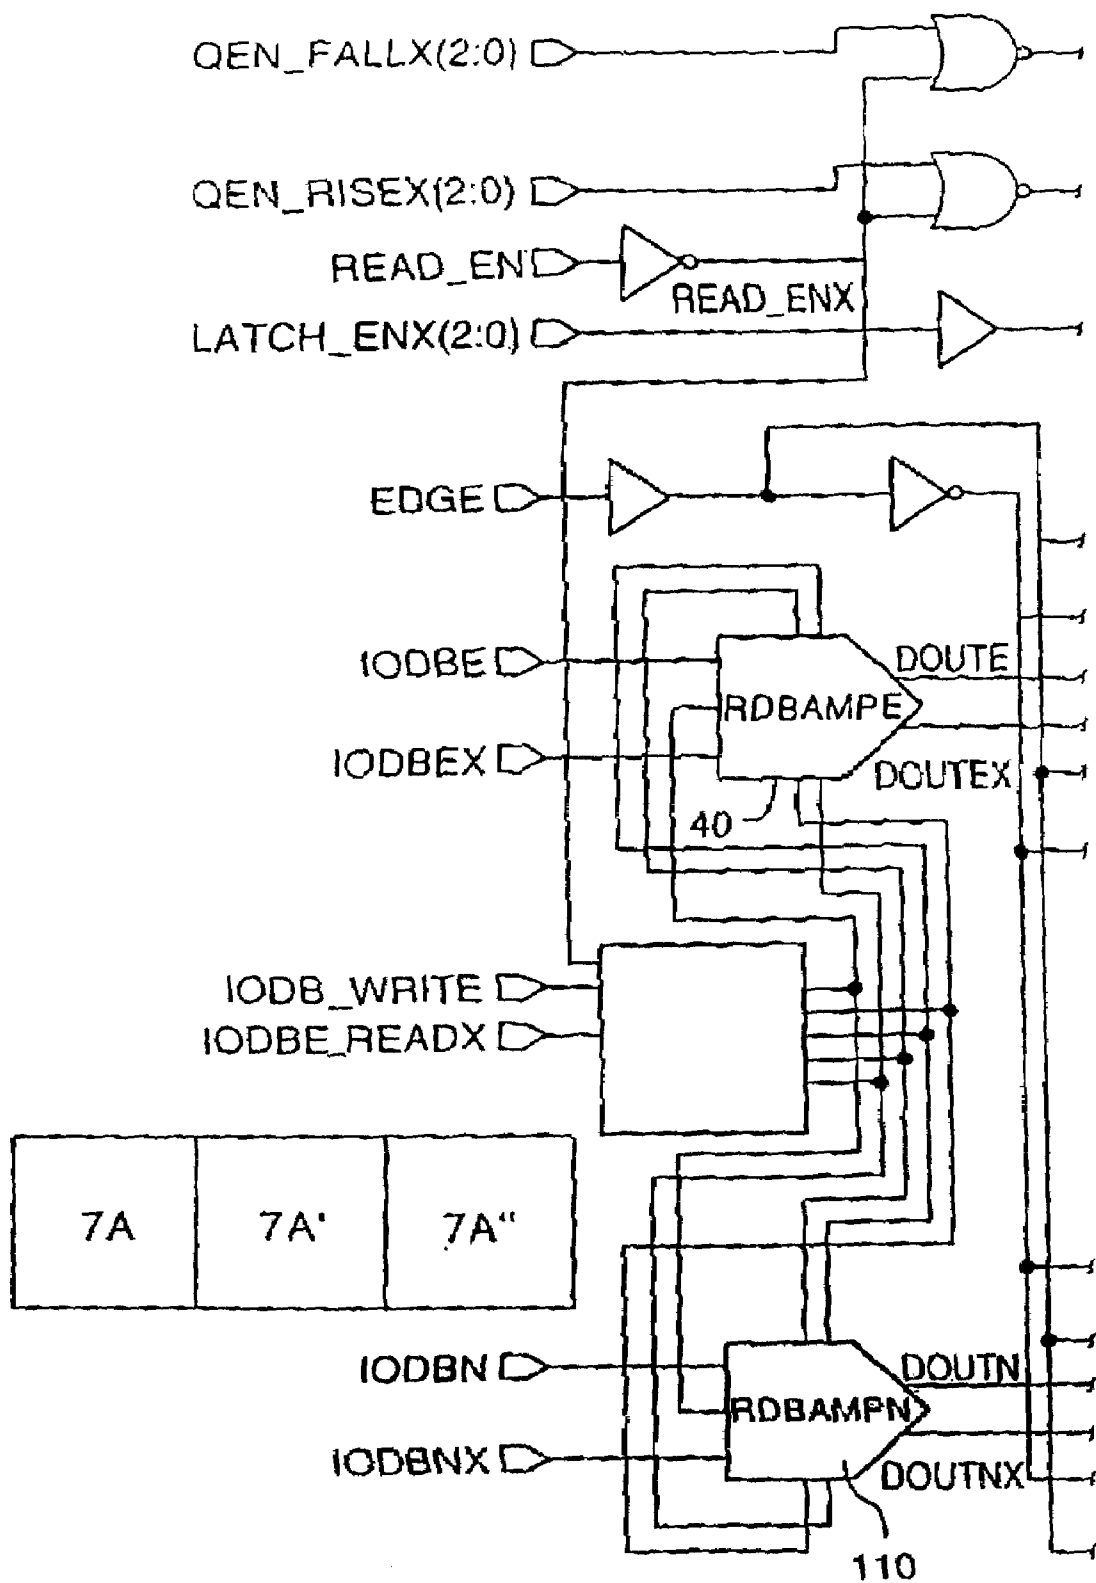 QEN_FALLX(2:0)
QEN_RISEX(2:0)
READ_EN
READ_ENX
LATCH_ENX(2:0)
EDGE
IODBE
DOUTE
RDBAMPE
IODBEX
DOUTEX
40
IODB_WRITE
IODBE_READX
7A
7A'
7A"
IODBN
DOUTN
RDBAMPN
IODBNX
DOUTNX
110